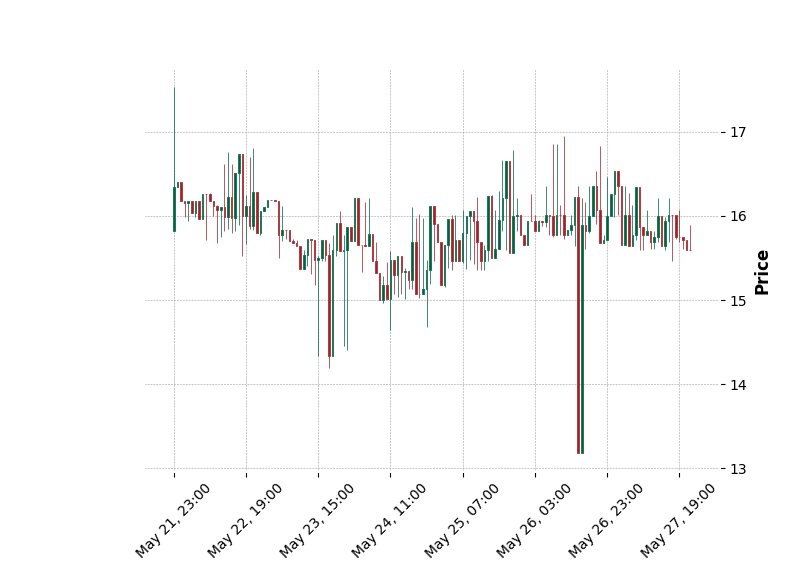 17
16
15
14
13
Price
May 21, 23:00
May 22, 19:00
May 23, 15:00
May 24, 11:00
May 25, 07:00
May 26, 03:00
May 26, 23:00
May 27, 19:00